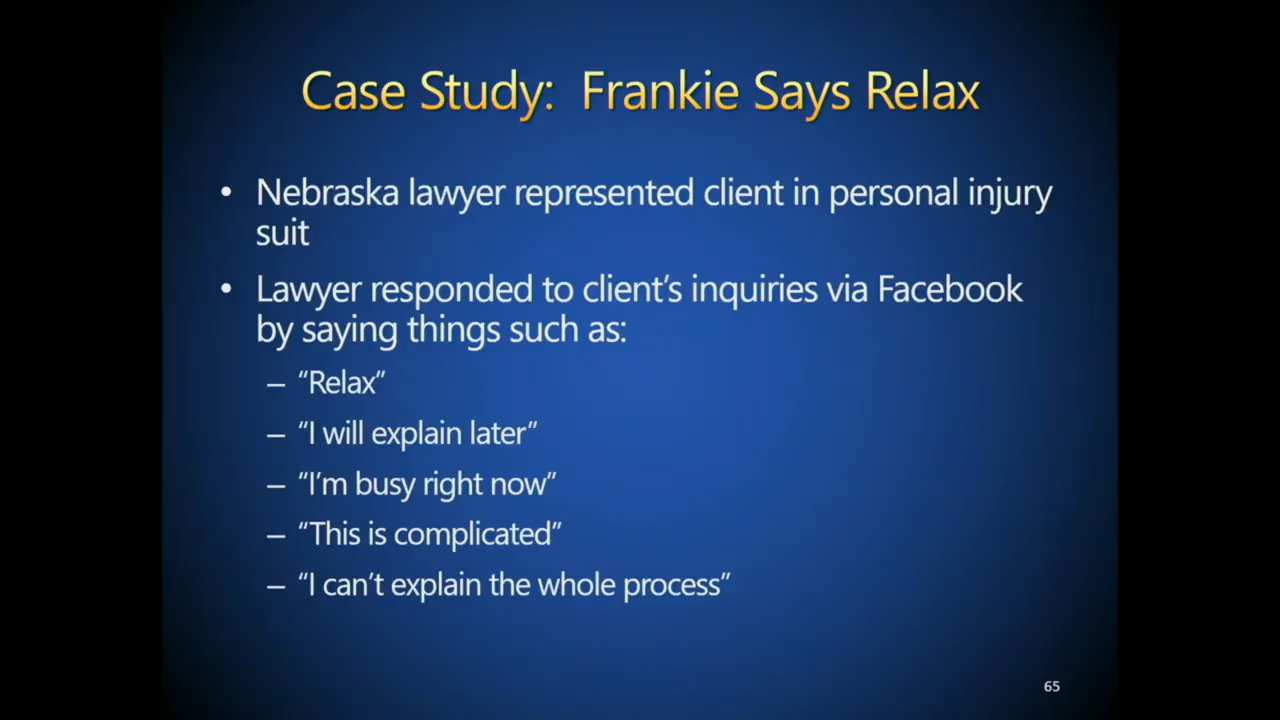 Case Study:  Frankie Says Relax
• Nebraska lawyer represented client in personal injury
suit
• Lawyer responded to client’s inquiries via Facebook
by saying things such as:
– “Relax”
– “I will explain later”
– “I’m busy right now”
– “This is complicated”
– “I can’t explain the whole process”
65